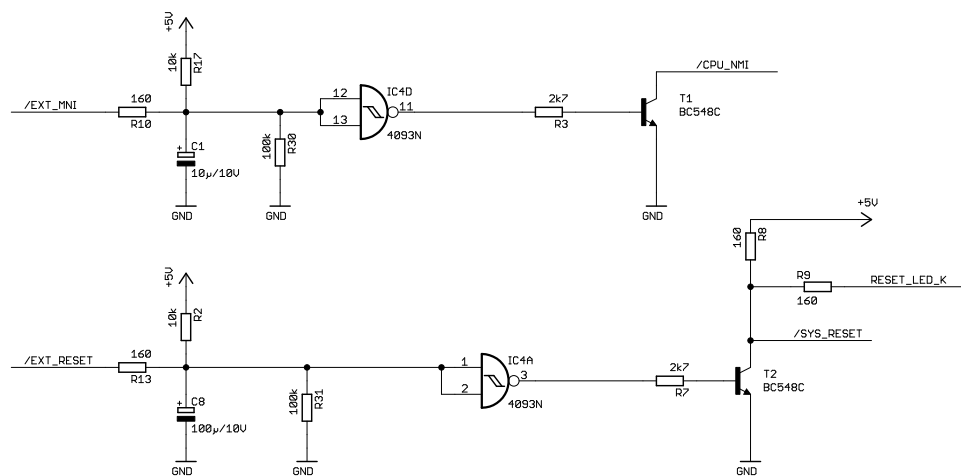 +5V
10k
R17
/EXT_MNI
160
R10
12
13
IC4D
11
4093N
2k7
R3
/CPU_NMI
T1
BC548C
+
C1
10µ/10V
100k
R30
GND
GND
GND
+5V
160
R8
+5V
10k
R2
R9
160
RESET_LED_K
/SYS_RESET
/EXT_RESET
160
R13
1
2
IC4A
3
4093N
2k7
R7
T2
BC548C
+
C8
100µ/10V
100k
R31
GND
GND
GND